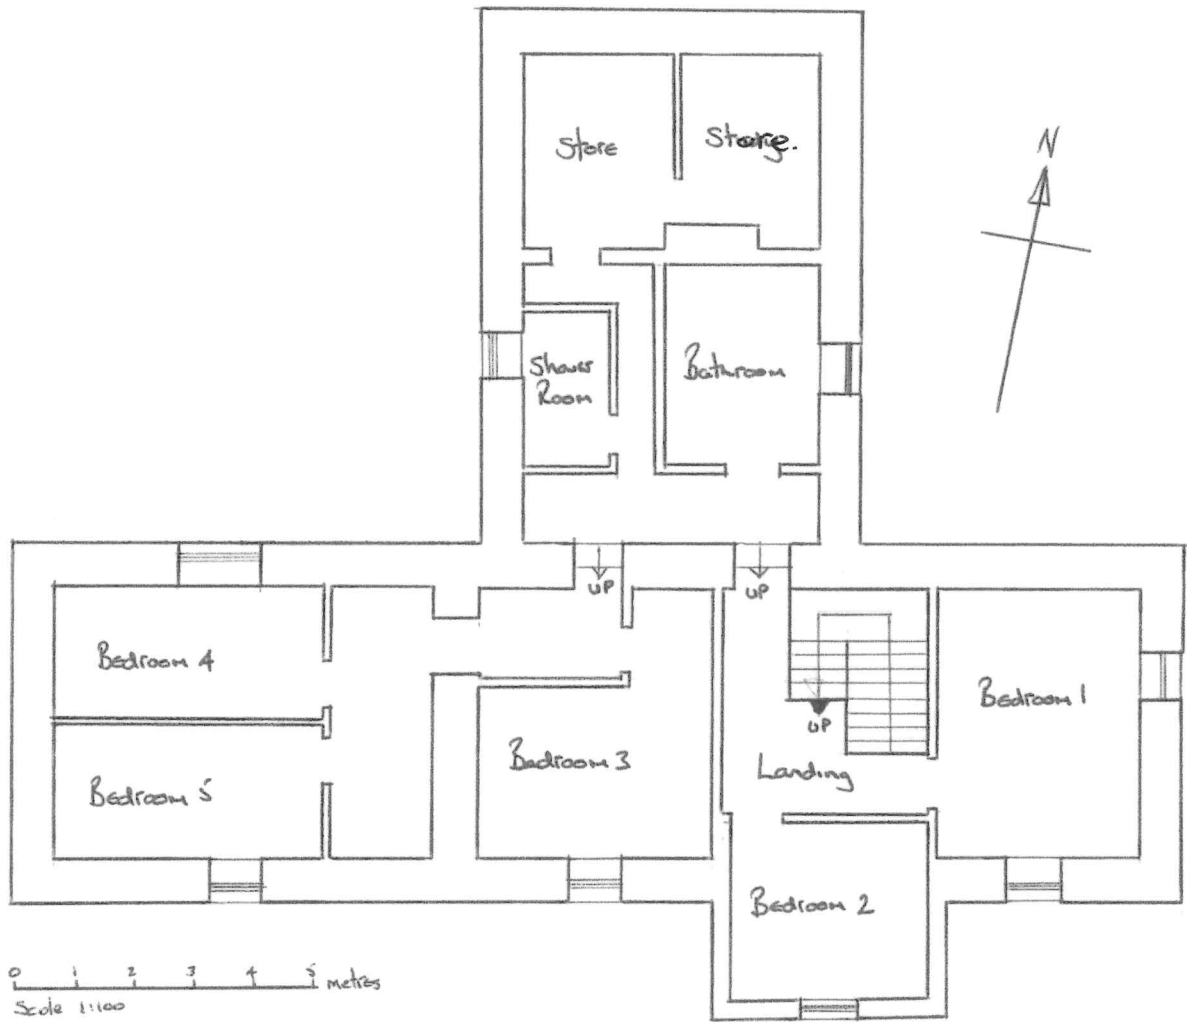 Store
Storage.
N
Shower
Room
Bathroom
UP
UP
Bedroom 4
Bedroom 1
UP
Bedroom 3
Landing
Bedroom 5
Bedroom 2
0 1 2 3 4 5 metres
Scale 1:100